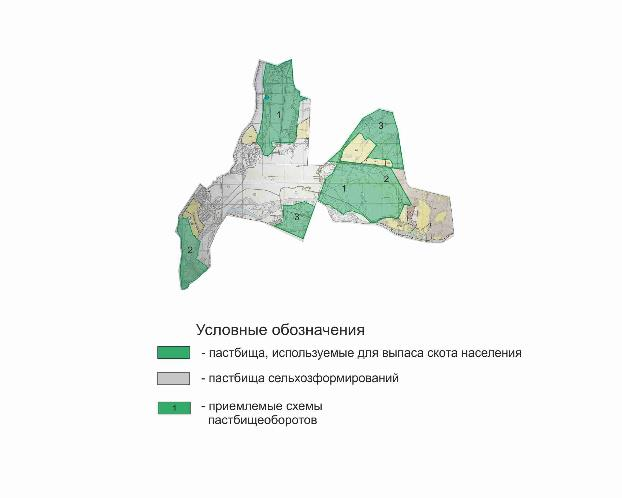 1
3
1
2
3
2
Условные обозначения
- пастбища, используемые для выпаса скота населения
- пастбища сельхозформирований
1
- приемлемые схемы
пастбищеоборотов